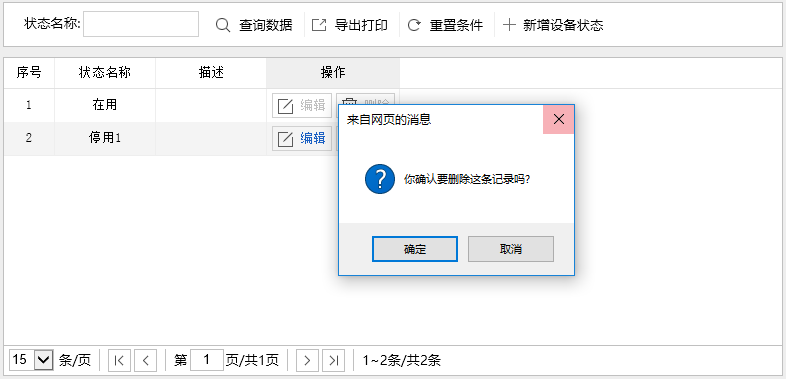 状态名称: 查询数据 导出打印 重置条件 新增设备状态
序号 状态名称 描述 操作
1 在用 编辑
2 停用1 编辑
来自网页的消息
你确认要删除这条记录吗?
确定 取消
15 条/页 第 1 页/共1页 1~2条/共2条